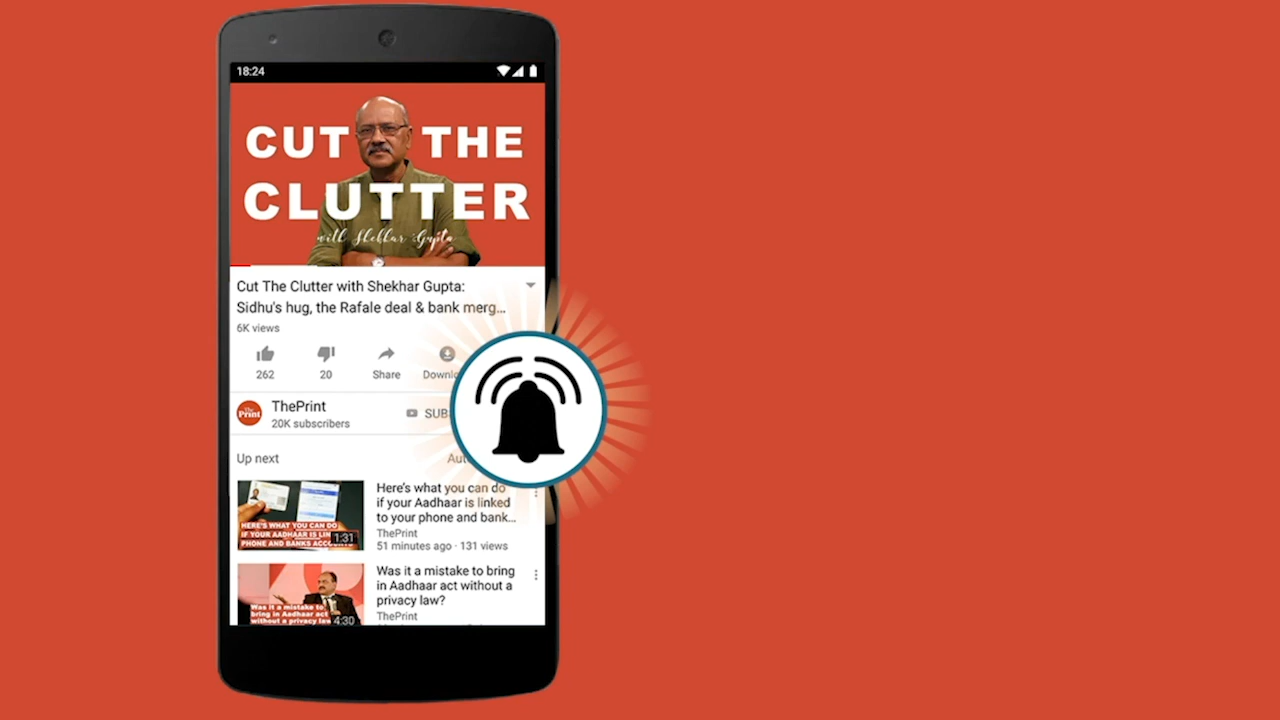 18:24
CUT THE
CLUTTER
with Shekhar Gupta
Cut The Clutter with Shekhar Gupta:
Sidhu's hug, the Rafale deal & bank merg...
6K views
262
20
Share
Downlo
The
Print
ThePrint
SUB
20K subscribers
Up next
Au
HERE'S WHAT YOU CAN DO
IF YOUR AADHAAR IS LIN
PHONE AND BANKS ACC
1:31
Here's what you can do
if your Aadhaar is linked
to your phone and bank...
ThePrint
51 minutes ago · 131 views
Was it a mistake to
bring in Aadhaar act
without a privacy law
4:30
Was it a mistake to bring
in Aadhaar act without a
privacy law?
ThePrint